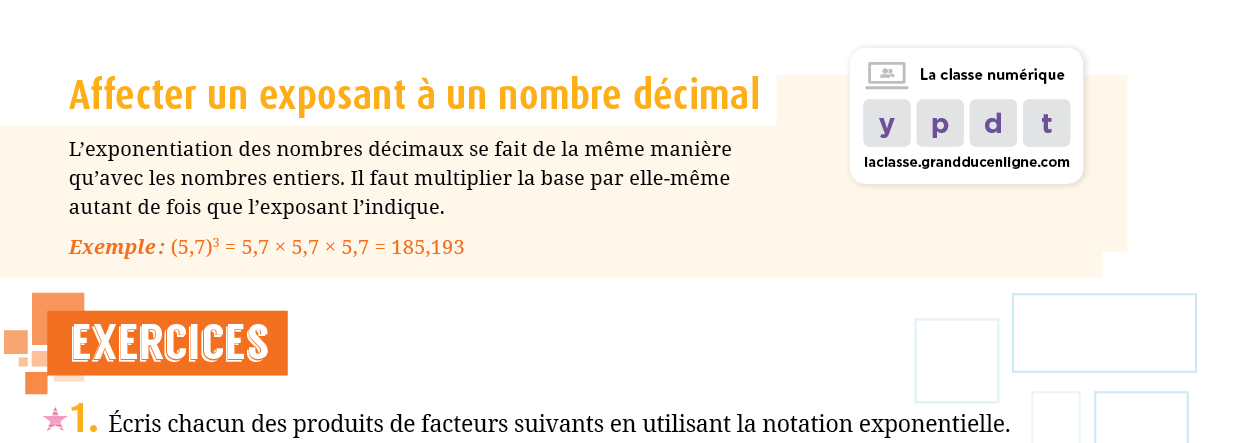 Affecter un exposant à un nombre décimal
La classe numérique
y p d t
laclasse.grandducenligne.com
L’exponentiation des nombres décimaux se fait de la même manière
qu’avec les nombres entiers. Il faut multiplier la base par elle-même
autant de fois que l’exposant l’indique.
Exemple : (5,7)³ = 5,7 × 5,7 × 5,7 = 185,193
EXERCICES
1. Écris chacun des produits de facteurs suivants en utilisant la notation exponentielle.